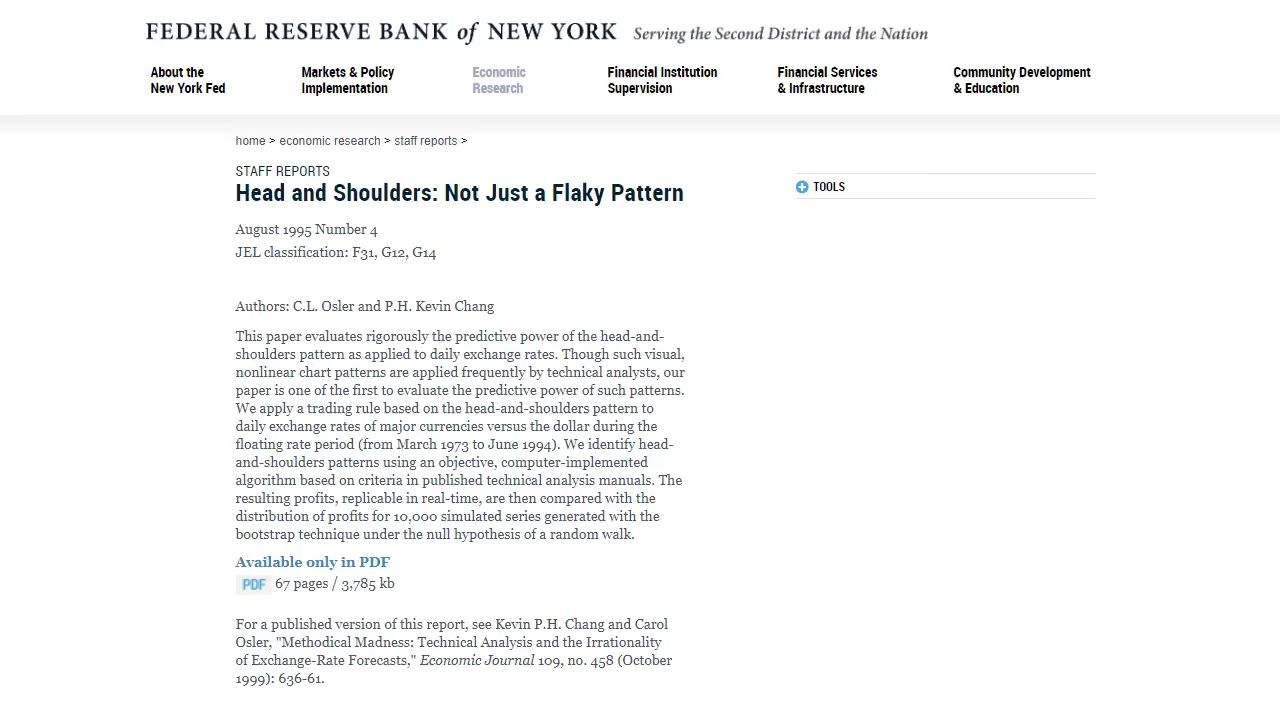 FEDERAL RESERVE BANK of NEW YORK Serving the Second District and the Nation
About the
New York Fed
Markets & Policy
Implementation
Economic
Research
Financial Institution
Supervision
Financial Services
& Infrastructure
Community Development
& Education
home > economic research > staff reports >
STAFF REPORTS
Head and Shoulders: Not Just a Flaky Pattern
TOOLS
August 1995 Number 4
JEL classification: F31, G12, G14
Authors: C.L. Osler and P.H. Kevin Chang
This paper evaluates rigorously the predictive power of the head-and-
shoulders pattern as applied to daily exchange rates. Though such visual,
nonlinear chart patterns are applied frequently by technical analysts, our
paper is one of the first to evaluate the predictive power of such patterns.
We apply a trading rule based on the head-and-shoulders pattern to
daily exchange rates of major currencies versus the dollar during the
floating rate period (from March 1973 to June 1994). We identify head-
and-shoulders patterns using an objective, computer-implemented
algorithm based on criteria in published technical analysis manuals. The
resulting profits, replicable in real-time, are then compared with the
distribution of profits for 10,000 simulated series generated with the
bootstrap technique under the null hypothesis of a random walk.
Available only in PDF
PDF 67 pages / 3,785 kb
For a published version of this report, see Kevin P.H. Chang and Carol
Osler, "Methodical Madness: Technical Analysis and the Irrationality
of Exchange-Rate Forecasts," Economic Journal 109, no. 458 (October
1999): 636-61.